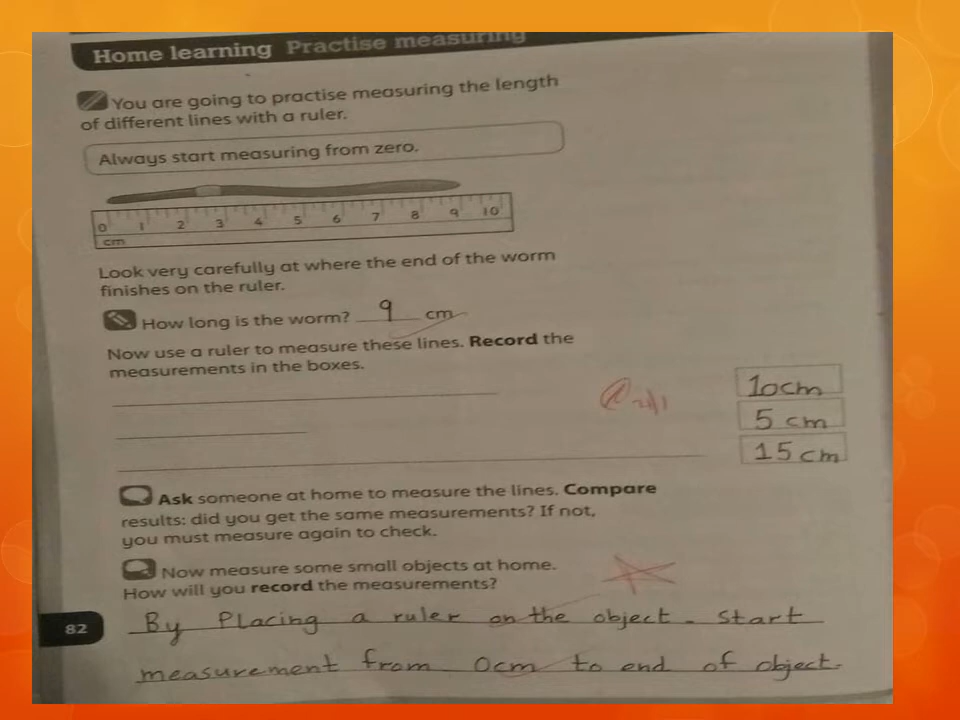 Home learning Practise measuring
You are going to practise measuring the length
of different lines with a ruler.
Always start measuring from zero.
0 1 2 3 4 5 6 7 8 9 10
cm
Look very carefully at where the end of the worm
finishes on the ruler.
How long is the worm? 9 cm
Now use a ruler to measure these lines. Record the
measurements in the boxes.
10cm
5 cm
15 cm
Ask someone at home to measure the lines. Compare
results: did you get the same measurements? If not,
you must measure again to check.
Now measure some small objects at home.
How will you record the measurements?
By Placing a ruler on the object. Start
measurement from 0cm to end of object.
82